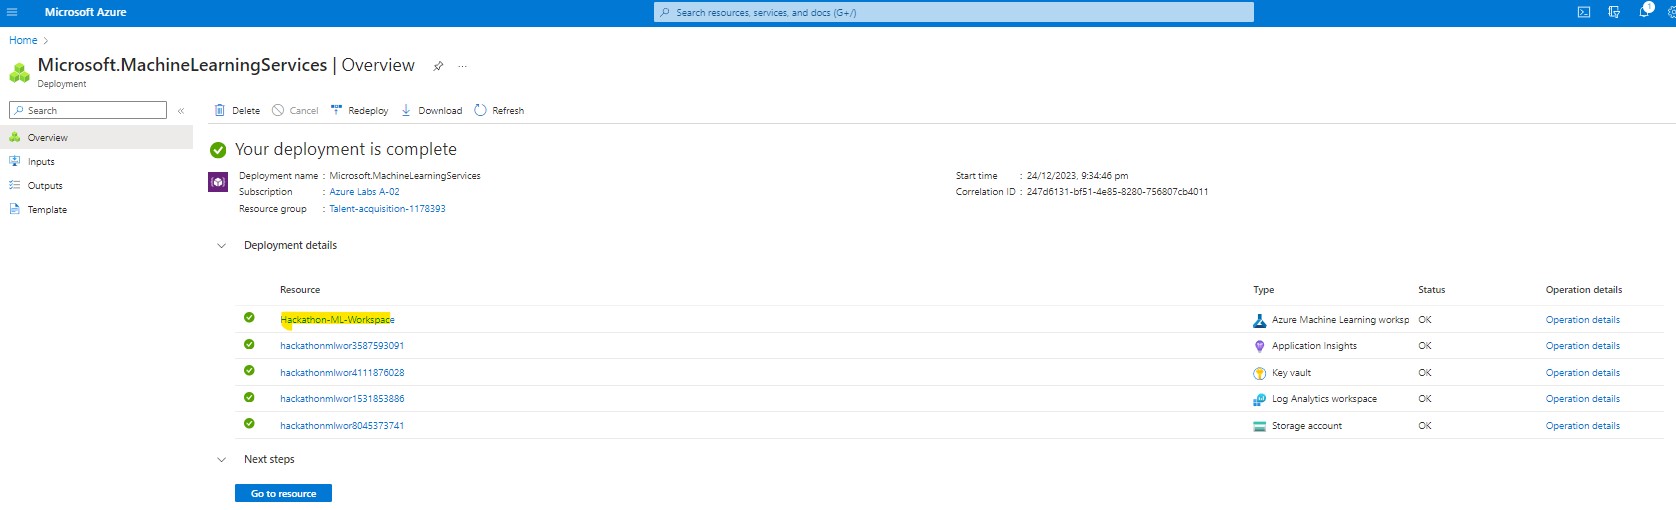 Microsoft Azure
Search resources, services, and docs (G+/)
1
Home >
Microsoft.MachineLearningServices | Overview
...
Deployment
Search
«
Delete Cancel Redeploy Download Refresh
Overview
Inputs
Outputs
Template
Your deployment is complete
Deployment name : Microsoft.MachineLearningServices
Subscription : Azure Labs A-02
Resource group : Talent-acquisition-1178393
Start time : 24/12/2023, 9:34:46 pm
Correlation ID : 247d6131-bf51-4e85-8280-756807cb4011
Deployment details
Resource Type Status Operation details
Hackathon-ML-Workspace Azure Machine Learning worksp OK Operation details
hackathonmlwor3587593091 Application Insights OK Operation details
hackathonmlwor4111876028 Key vault OK Operation details
hackathonmlwor1531853886 Log Analytics workspace OK Operation details
hackathonmlwor8045373741 Storage account OK Operation details
Next steps
Go to resource